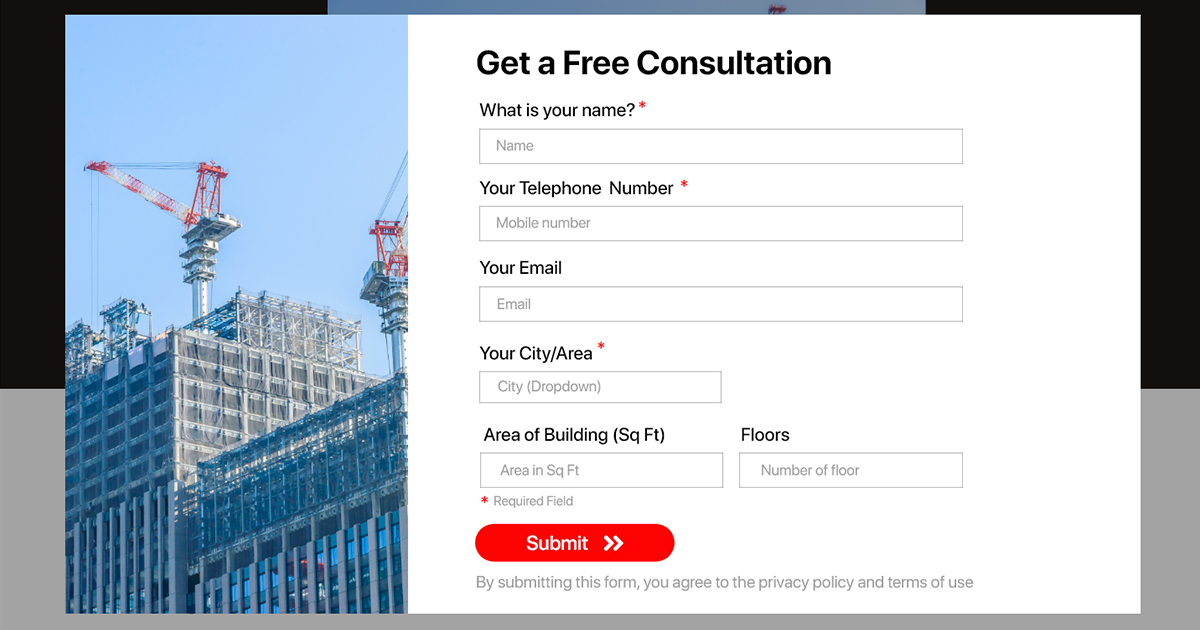 Get a Free Consultation
What is your name? *
Name
Your Telephone Number *
Mobile number
Your Email
Email
Your City/Area *
City (Dropdown)
Area of Building (Sq Ft) Floors
Area in Sq Ft Number of floor
* Required Field
Submit
By submitting this form, you agree to the privacy policy and terms of use